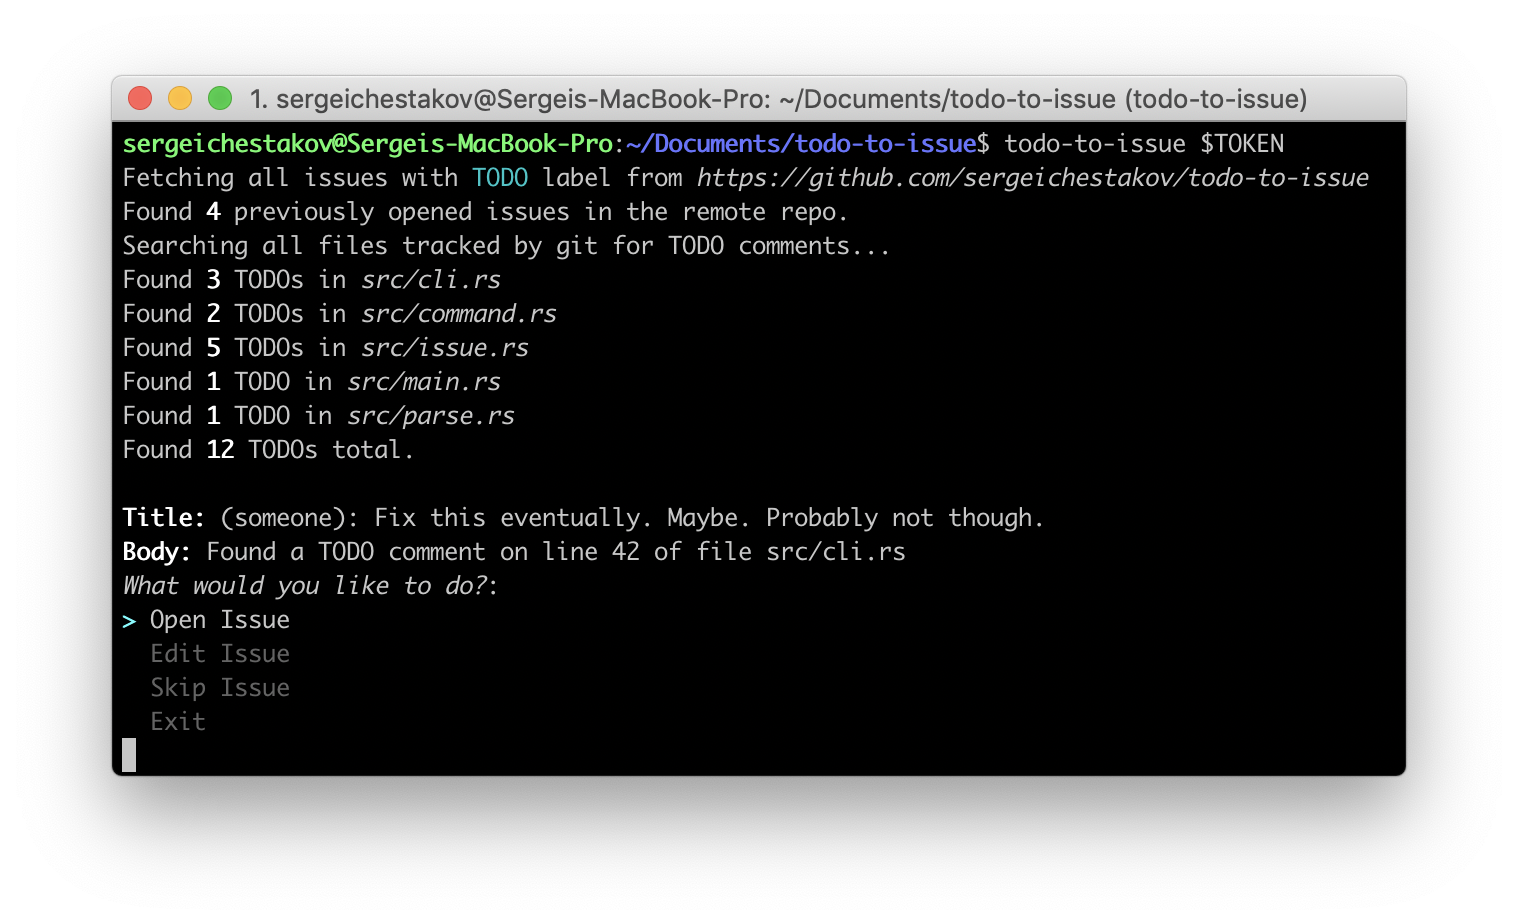 1. sergeichestakov@Sergeis-MacBook-Pro: ~/Documents/todo-to-issue (todo-to-issue)
sergeichestakov@Sergeis-MacBook-Pro:~/Documents/todo-to-issue$ todo-to-issue $TOKEN
Fetching all issues with TODO label from https://github.com/sergeichestakov/todo-to-issue
Found 4 previously opened issues in the remote repo.
Searching all files tracked by git for TODO comments...
Found 3 TODOs in src/cli.rs
Found 2 TODOs in src/command.rs
Found 5 TODOs in src/issue.rs
Found 1 TODO in src/main.rs
Found 1 TODO in src/parse.rs
Found 12 TODOs total.
Title: (someone): Fix this eventually. Maybe. Probably not though.
Body: Found a TODO comment on line 42 of file src/cli.rs
What would you like to do?:
> Open Issue
Edit Issue
Skip Issue
Exit